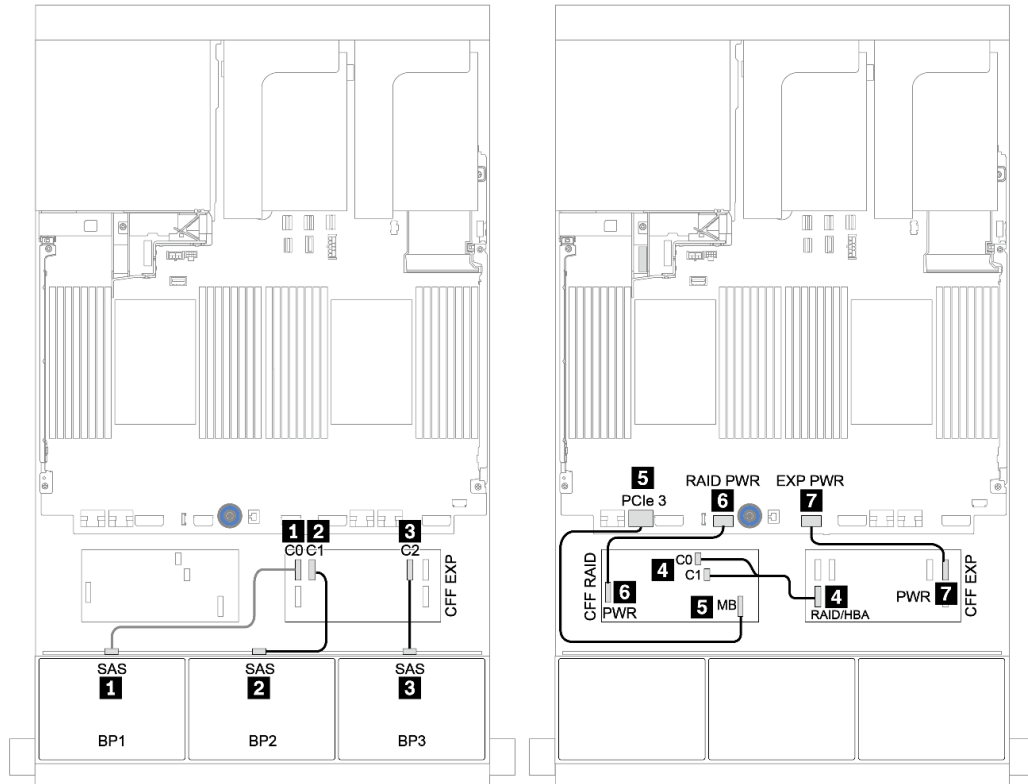 1 2 3
C0 C1 C2
CFF EXP
SAS SAS SAS
1 2 3
BP1 BP2 BP3
5 RAID PWR EXP PWR
PCIe 3 6 7
CFF RAID
4 C0
C1
6
PWR
5 MB
4
RAID/HBA
PWR 7
CFF EXP